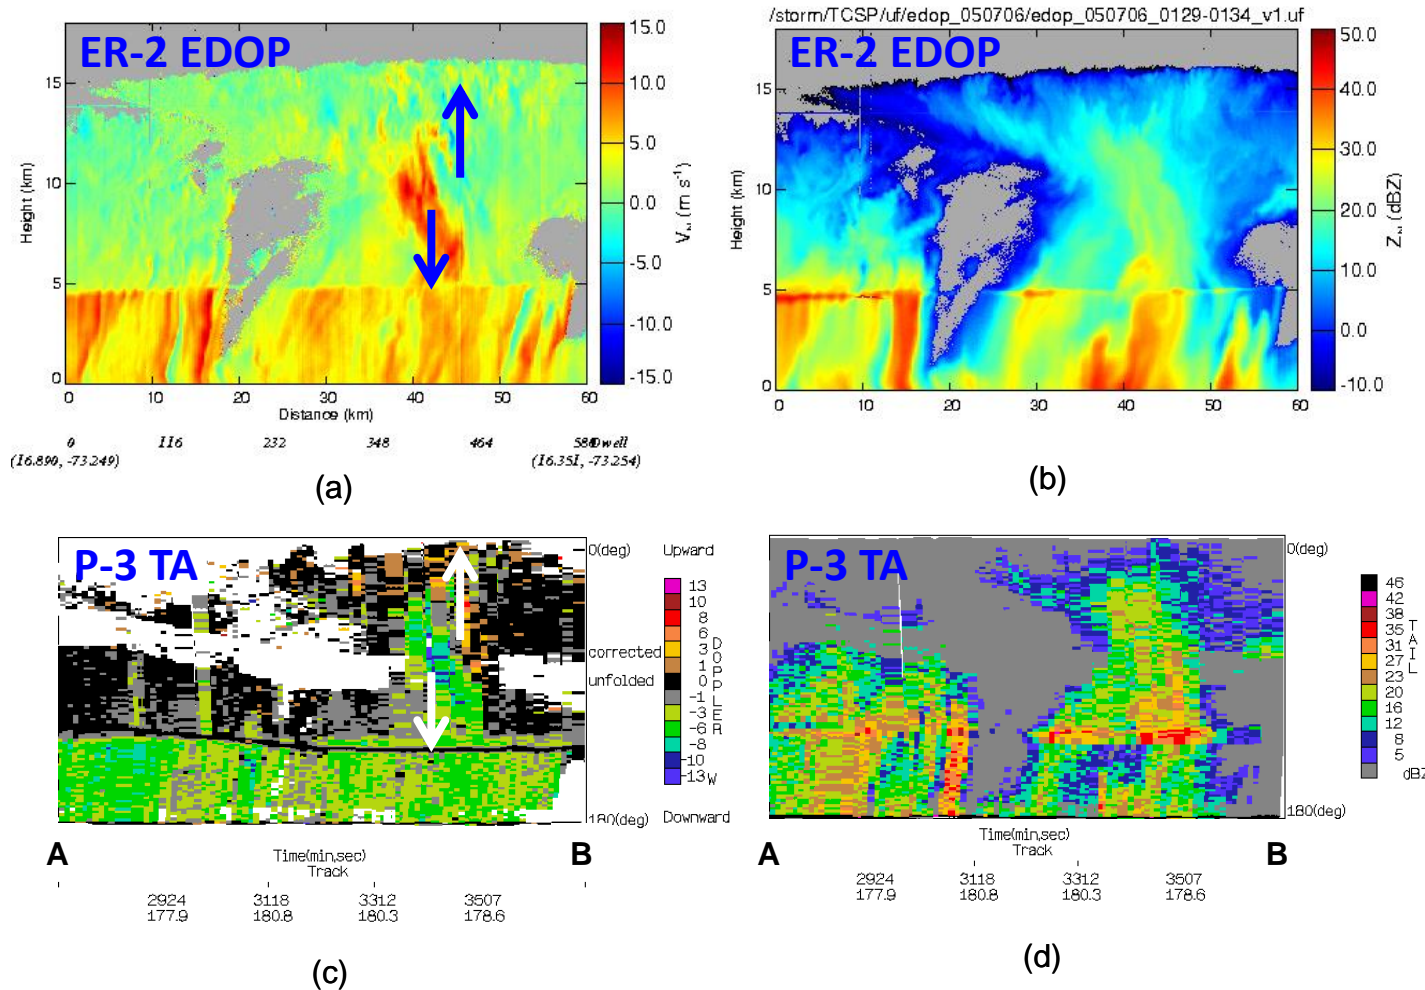 ER-2 EDOP
15
10
5
0
Height (km)
0 10 20 30 40 50 60
Distance (km)
15.0
10.0
5.0
0.0
-5.0
-10.0
-15.0
V_N (m s⁻¹)
0 116 232 348 464 580 Dwell
(16.890, -73.249) (16.351, -73.254)
(a)
/storm/TCSP/uf/edop_050706/edop_050706_0129-0134_v1.uf
ER-2 EDOP
15
10
5
0
Height (km)
0 10 20 30 40 50 60
50.0
40.0
30.0
20.0
10.0
0.0
-10.0
Z_N (dBZ)
(b)
P-3 TA
0(deg)
corrected
unfolded
180(deg)
Upward
13
10
8
6
3
1
0
-1
-3
-6
-8
-10
-13 W
DOPPLER
Downward
A B
Time(min,sec)
Track
2924 3118 3312 3507
177.9 180.8 180.3 178.6
(c)
P-3 TA
0(deg)
180(deg)
46
42
38
35
31
27
23
20
16
12
8
5
dBZ
TAIL
A B
Time(min,sec)
Track
2924 3118 3312 3507
177.9 180.8 180.3 178.6
(d)